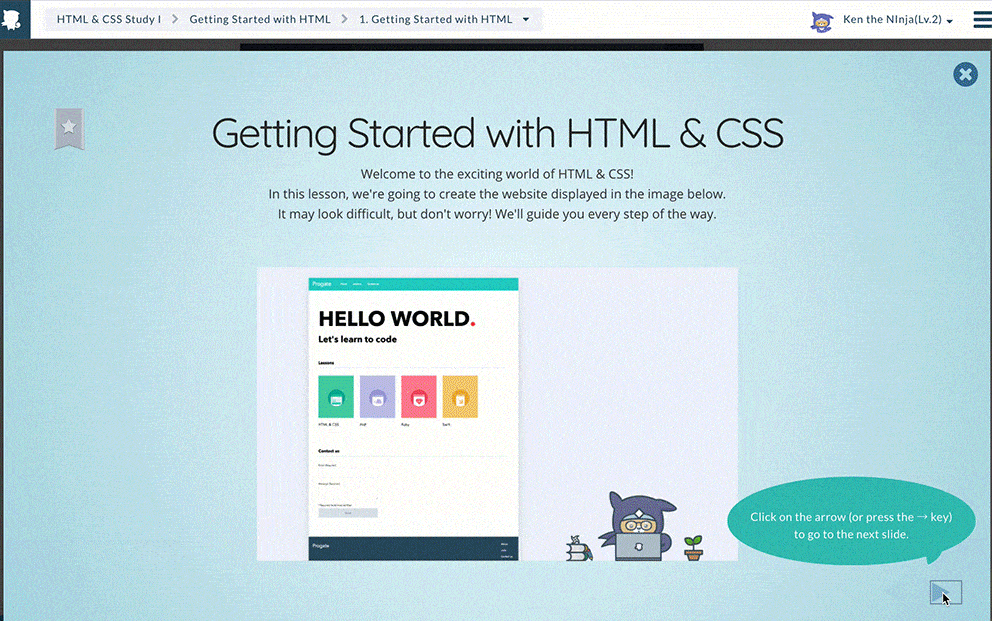 HTML & CSS Study I
Getting Started with HTML
1. Getting Started with HTML
Ken the NInja(Lv.2)
Getting Started with HTML & CSS
Welcome to the exciting world of HTML & CSS!
In this lesson, we're going to create the website displayed in the image below.
It may look difficult, but don't worry! We'll guide you every step of the way.
Progate
HELLO WORLD.
Let's learn to code
Lessons
HTML & CSS PHP Ruby Swift
Contact us
Progate
Click on the arrow (or press the → key)
to go to the next slide.